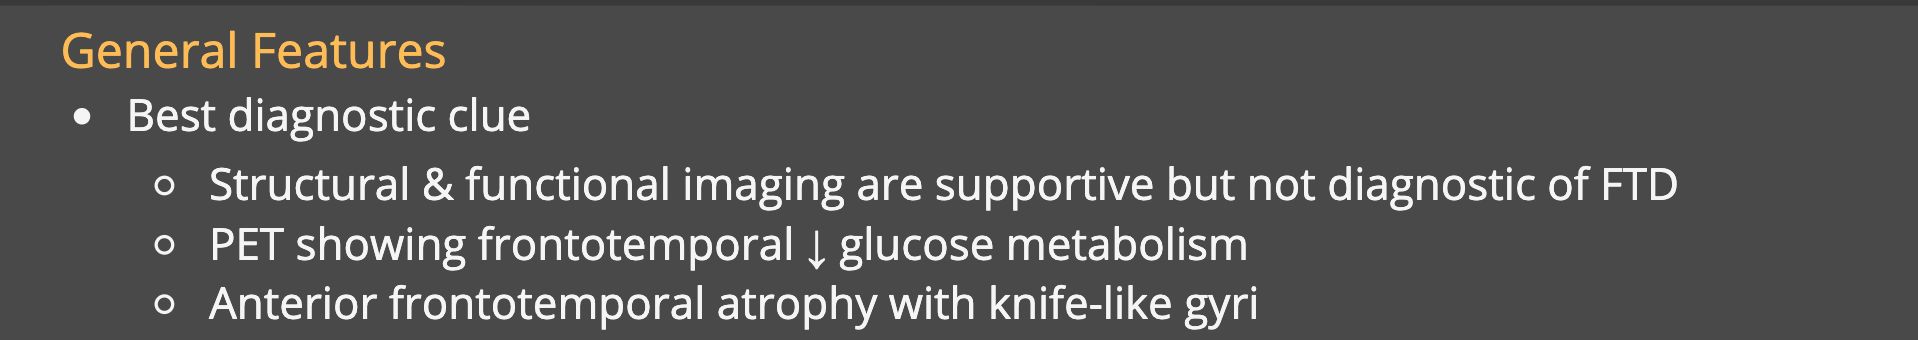 General Features
• Best diagnostic clue
○ Structural & functional imaging are supportive but not diagnostic of FTD
○ PET showing frontotemporal ↓ glucose metabolism
○ Anterior frontotemporal atrophy with knife-like gyri